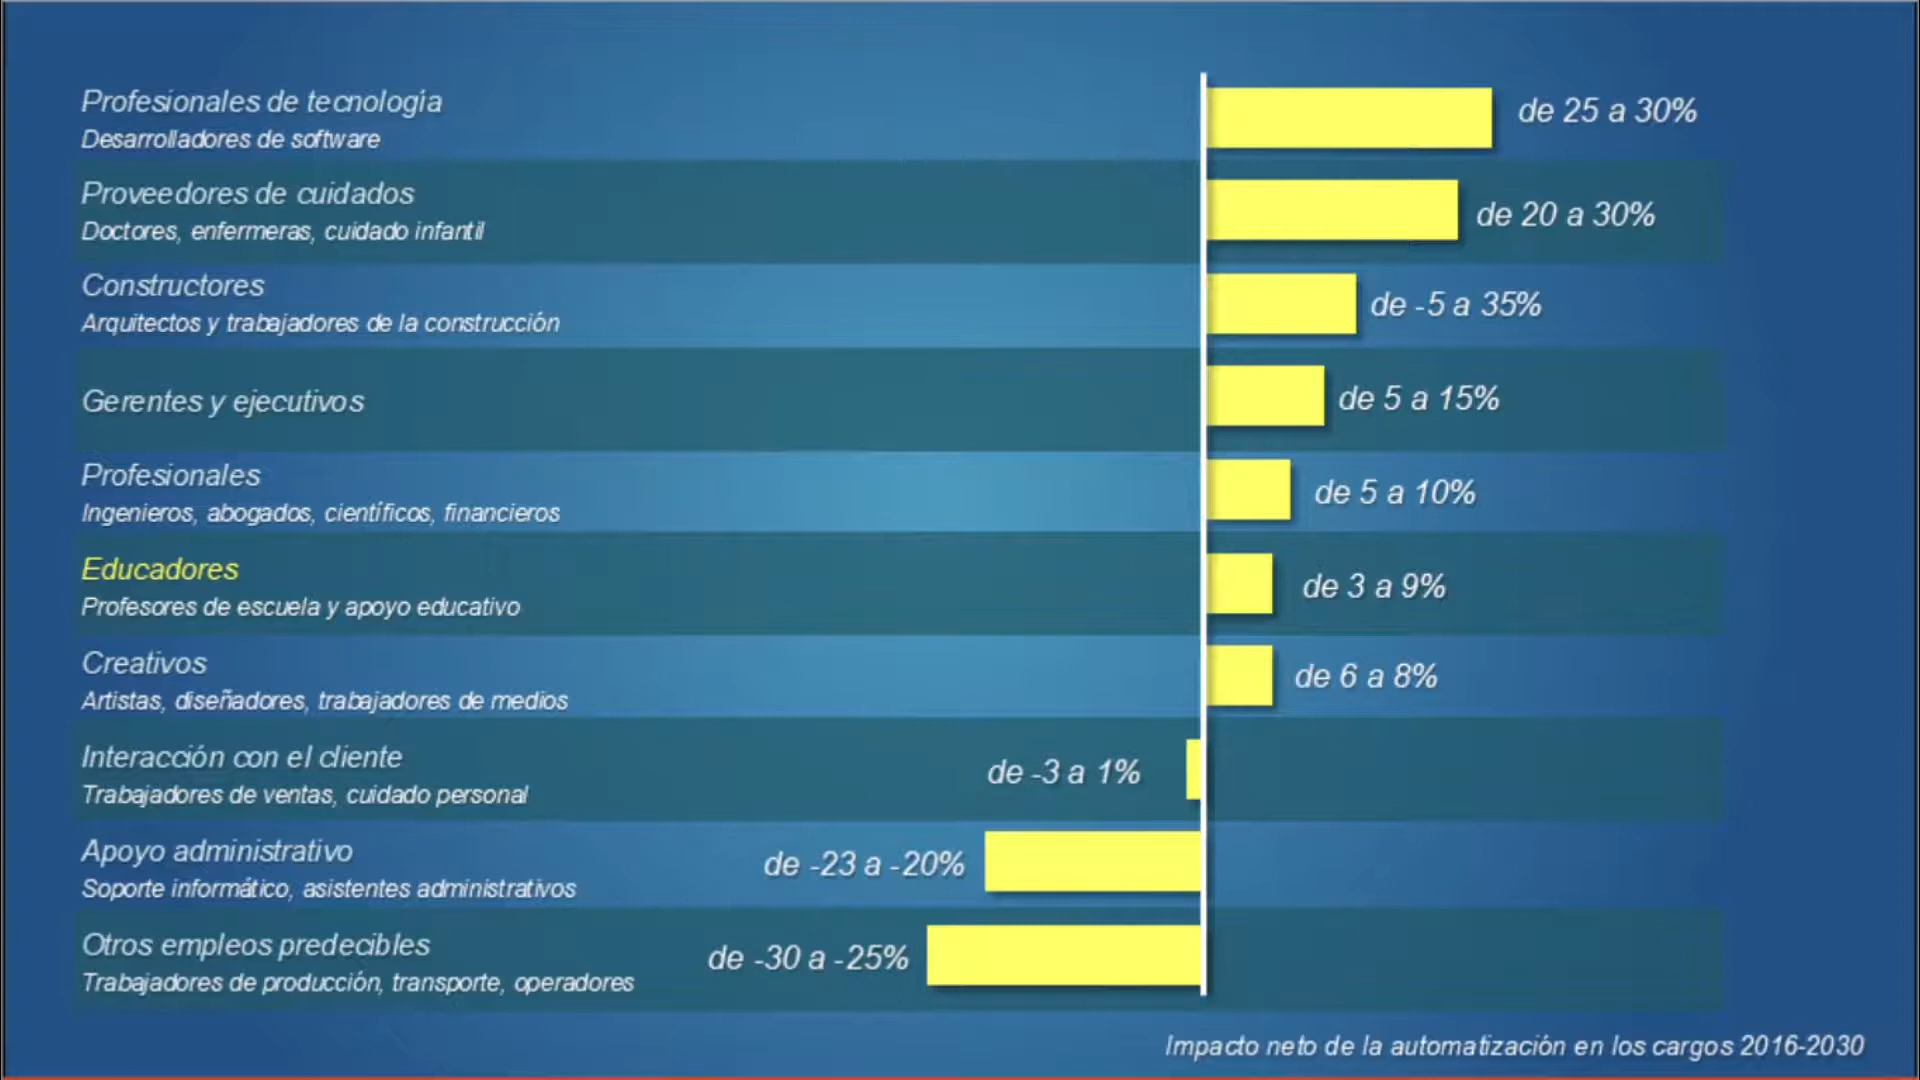 Profesionales de tecnología
Desarrolladores de software
de 25 a 30%
Proveedores de cuidados
Doctores, enfermeras, cuidado infantil
de 20 a 30%
Constructores
Arquitectos y trabajadores de la construcción
de -5 a 35%
Gerentes y ejecutivos
de 5 a 15%
Profesionales
Ingenieros, abogados, científicos, financieros
de 5 a 10%
Educadores
Profesores de escuela y apoyo educativo
de 3 a 9%
Creativos
Artistas, diseñadores, trabajadores de medios
de 6 a 8%
Interacción con el cliente
Trabajadores de ventas, cuidado personal
de -3 a 1%
Apoyo administrativo
Soporte informático, asistentes administrativos
de -23 a -20%
Otros empleos predecibles
Trabajadores de producción, transporte, operadores
de -30 a -25%
Impacto neto de la automatización en los cargos 2016-2030